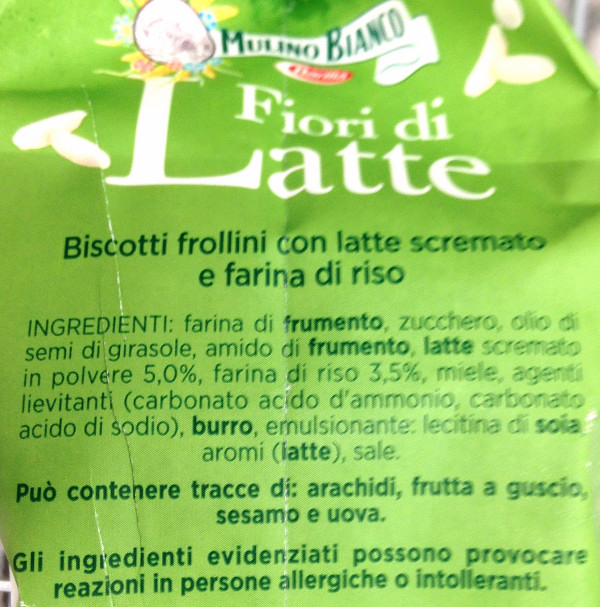 MULINO BIANCO
Barilla
Fiori di
Latte
Biscotti frollini con latte scremato
e farina di riso
INGREDIENTI: farina di frumento, zucchero, olio di
semi di girasole, amido di frumento, latte scremato
in polvere 5,0%, farina di riso 3,5%, miele, agenti
lievitanti (carbonato acido d'ammonio, carbonato
acido di sodio), burro, emulsionante: lecitina di soia,
aromi (latte), sale.
Può contenere tracce di: arachidi, frutta a guscio,
sesamo e uova.
Gli ingredienti evidenziati possono provocare
reazioni in persone allergiche o intolleranti.